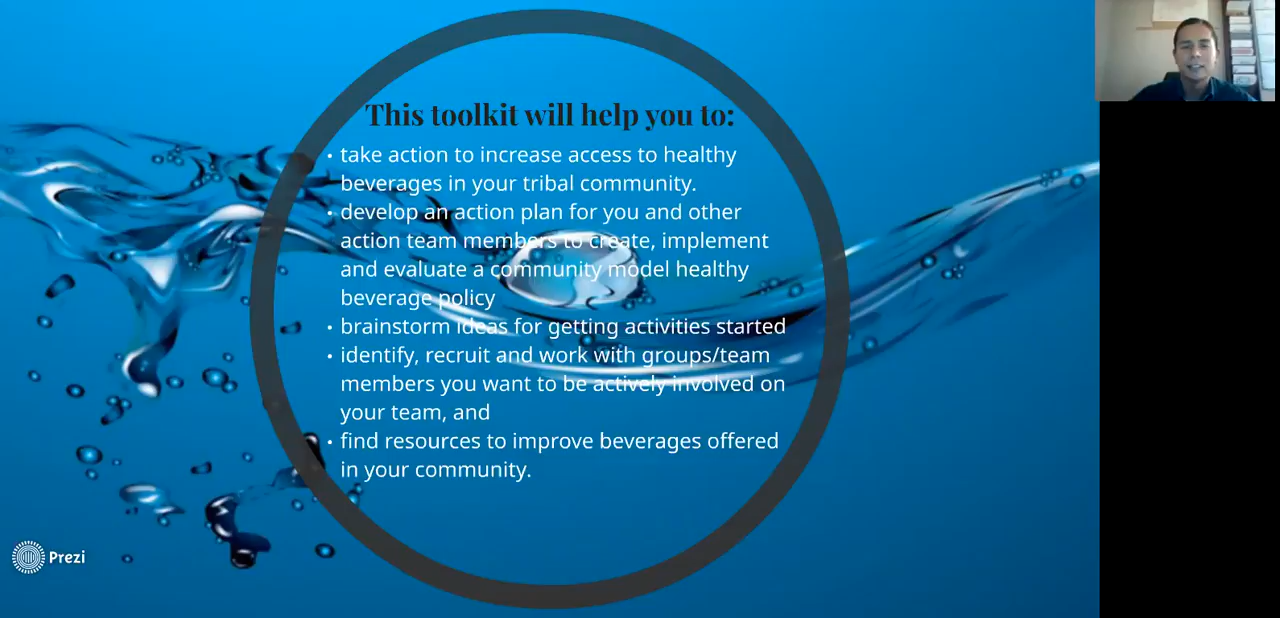 This toolkit will help you to:
• take action to increase access to healthy
beverages in your tribal community.
• develop an action plan for you and other
action team members to create, implement
and evaluate a community model healthy
beverage policy
• brainstorm ideas for getting activities started
• identify, recruit and work with groups/team
members you want to be actively involved on
your team, and
• find resources to improve beverages offered
in your community.
Prezi